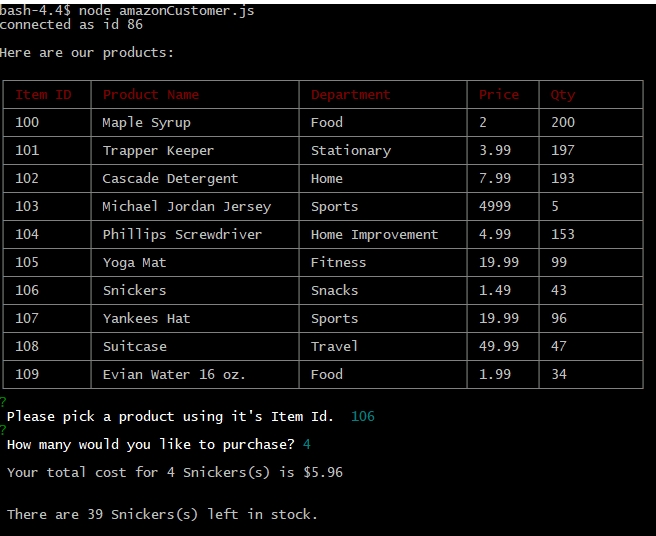 bash-4.4$ node amazonCustomer.js
connected as id 86
Here are our products:
Item ID Product Name Department Price Qty
100 Maple Syrup Food 2 200
101 Trapper Keeper Stationary 3.99 197
102 Cascade Detergent Home 7.99 193
103 Michael Jordan Jersey Sports 4999 5
104 Phillips Screwdriver Home Improvement 4.99 153
105 Yoga Mat Fitness 19.99 99
106 Snickers Snacks 1.49 43
107 Yankees Hat Sports 19.99 96
108 Suitcase Travel 49.99 47
109 Evian Water 16 oz. Food 1.99 34
?
Please pick a product using it's Item Id. 106
?
How many would you like to purchase? 4
Your total cost for 4 Snickers(s) is $5.96
There are 39 Snickers(s) left in stock.